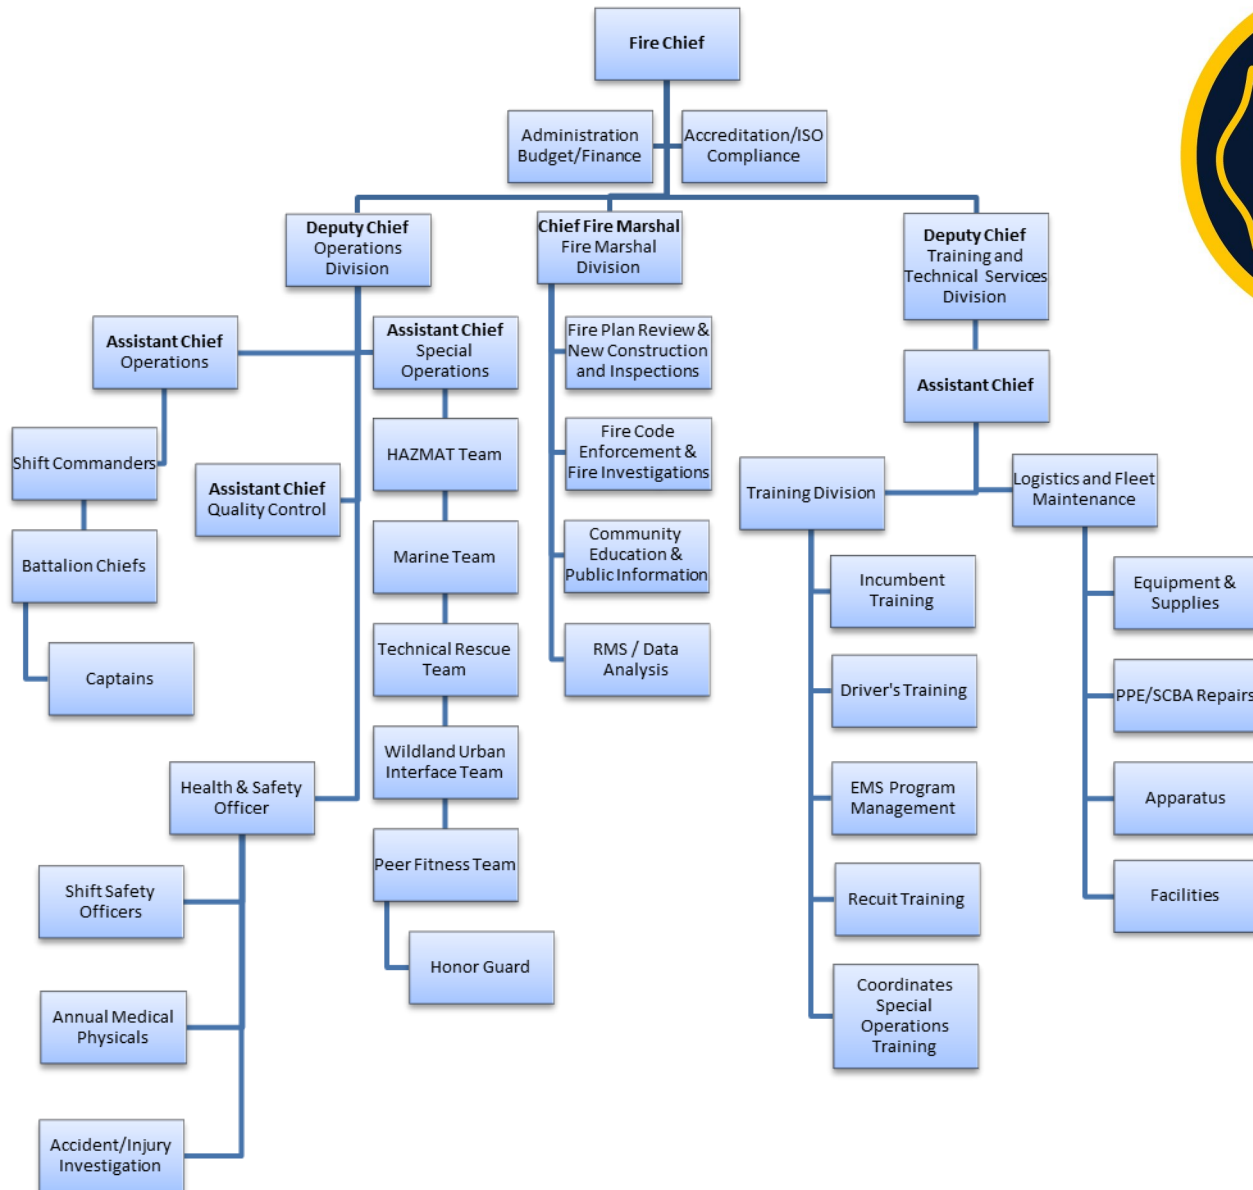 Fire Chief
Administration
Budget/Finance
Accreditation/ISO
Compliance
Deputy Chief
Operations
Division
Chief Fire Marshal
Fire Marshal
Division
Deputy Chief
Training and
Technical Services
Division
Assistant Chief
Operations
Assistant Chief
Special
Operations
Fire Plan Review &
New Construction
and Inspections
Assistant Chief
Shift Commanders
HAZMAT Team
Fire Code
Enforcement &
Fire Investigations
Assistant Chief
Quality Control
Training Division
Logistics and Fleet
Maintenance
Battalion Chiefs
Marine Team
Community
Education &
Public Information
Incumbent
Training
Equipment &
Supplies
Captains
Technical Rescue
Team
RMS / Data
Analysis
Driver's Training
PPE/SCBA Repairs
Wildland Urban
Interface Team
Health & Safety
Officer
EMS Program
Management
Apparatus
Peer Fitness Team
Shift Safety
Officers
Recuit Training
Facilities
Honor Guard
Coordinates
Special
Operations
Training
Annual Medical
Physicals
Accident/Injury
Investigation